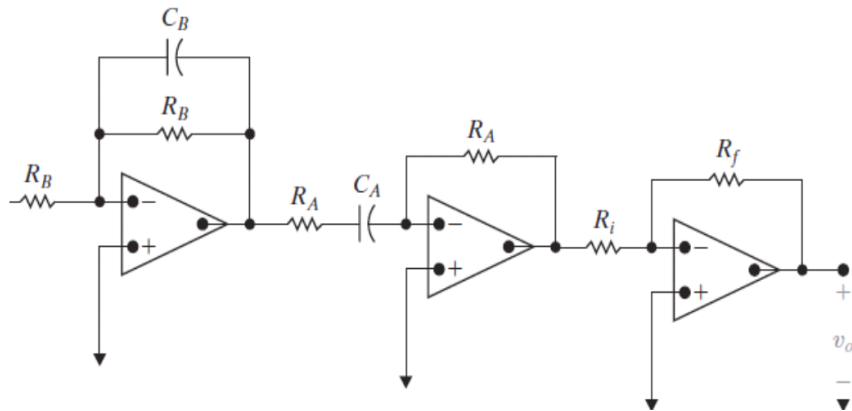 C_B
R_B
R_B
R_A
C_A
R_A
R_i
R_f
−
+
−
+
−
+
+
v_o
−